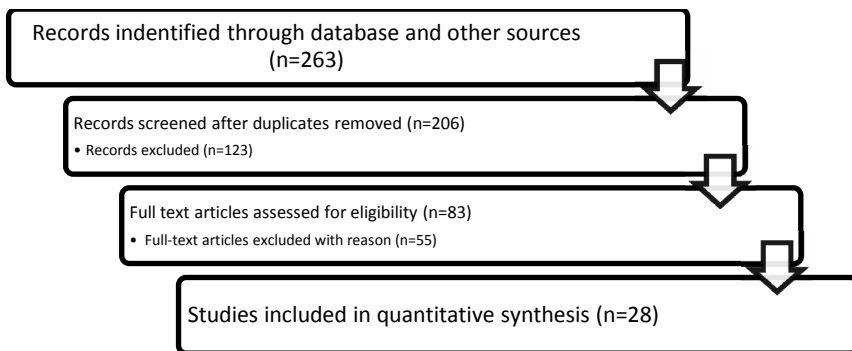 Records indentified through database and other sources
(n=263)
Records screened after duplicates removed (n=206)
• Records excluded (n=123)
Full text articles assessed for eligibility (n=83)
• Full-text articles excluded with reason (n=55)
Studies included in quantitative synthesis (n=28)